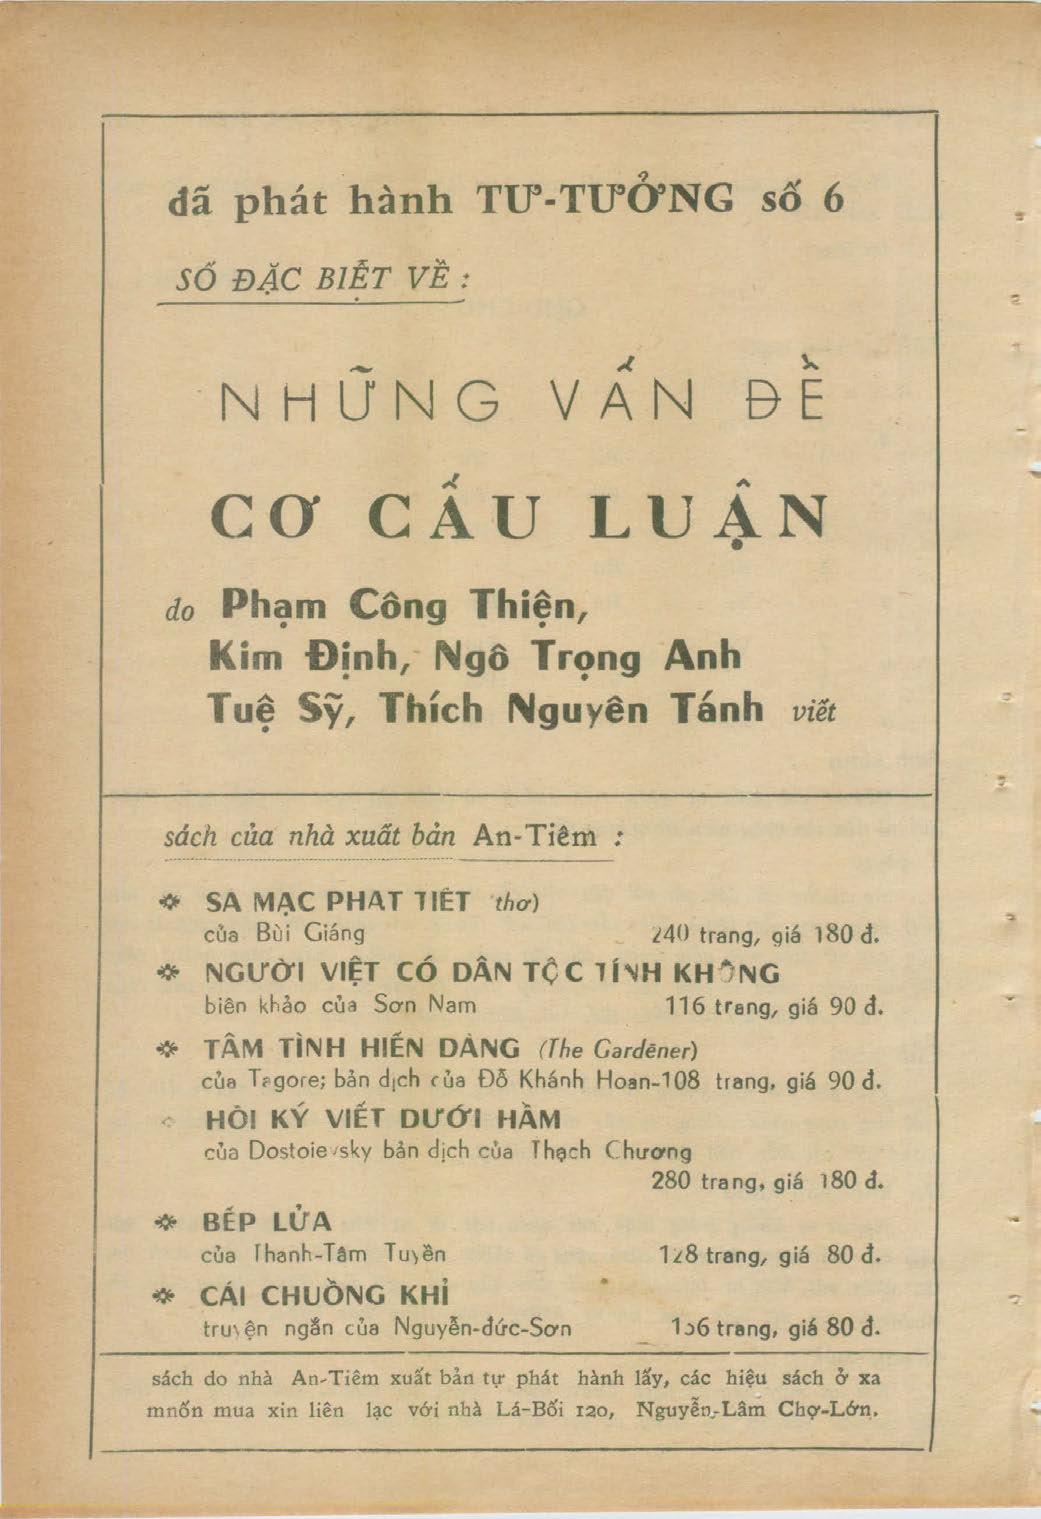 đã phát hành TƯ-TƯỞNG số 6
SỐ ĐẶC BIỆT VỀ :
NHỮNG VẤN ĐỀ
CƠ CẤU LUẬN
do Phạm Công Thiện,
Kim Định, Ngô Trọng Anh
Tuệ Sỹ, Thích Nguyên Tánh viết
sách của nhà xuất bản An-Tiêm :
SA MẠC PHAT TIẾT thơ)
của Bùi Giáng 240 trang, giá 180 đ.
NGƯỜI VIỆT CÓ DÂN TỘC TÍNH KHÔNG
biên khảo của Sơn Nam 116 trang, giá 90 đ.
TÂM TÌNH HIẾN DÂNG (The Gardēner)
của Tagore; bản dịch của Đỗ Khánh Hoan-108 trang, giá 90 đ.
HỒI KÝ VIẾT DƯỚI HẦM
của Dostoievsky bản dịch của Thạch Chương
280 trang, giá 180 đ.
BẾP LỬA
của Thanh-Tâm Tuyền 128 trang, giá 80 đ.
CÁI CHUỒNG KHỈ
truyện ngắn của Nguyễn-đức-Sơn 156 trang, giá 80 đ.
sách do nhà An-Tiêm xuất bản tự phát hành lấy, các hiệu sách ở xa
mnốn mua xin liên lạc với nhà Lá-Bối 120, Nguyễn-Lâm Chợ-Lớn.